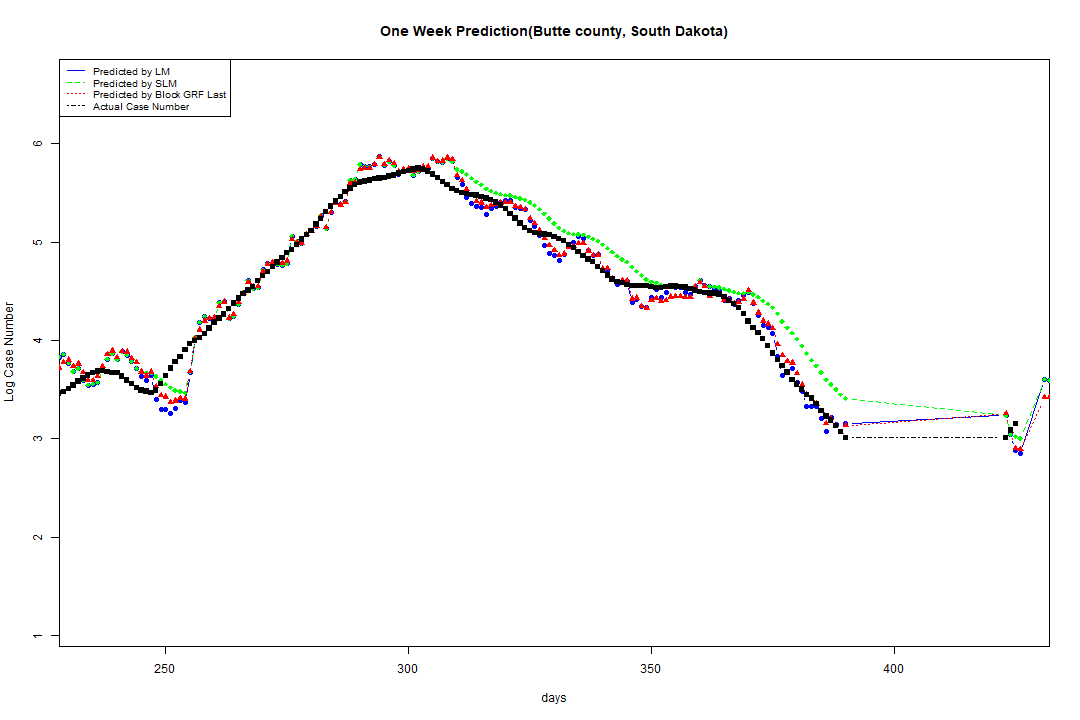 One Week Prediction(Butte county, South Dakota)
Predicted by LM
Predicted by SLM
Predicted by Block GRF Last
Actual Case Number
Log Case Number
6
5
4
3
2
1
250 300 350 400
days